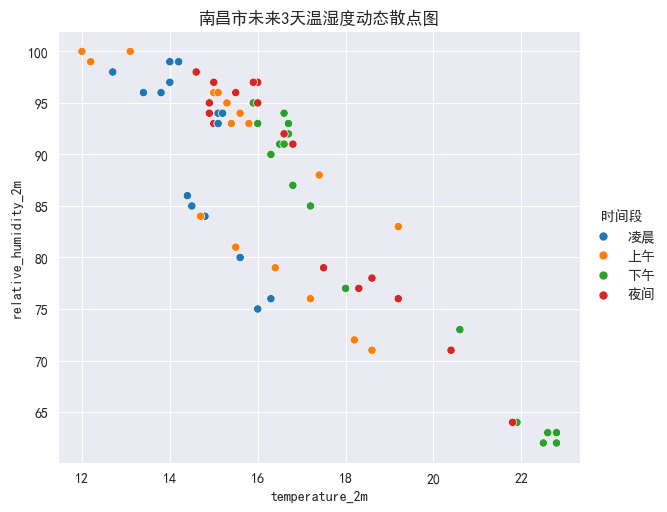 南昌市未来3天温湿度动态散点图
100
95
90
85
80
75
70
65
relative_humidity_2m
12 14 16 18 20 22
temperature_2m
时间段
凌晨
上午
下午
夜间